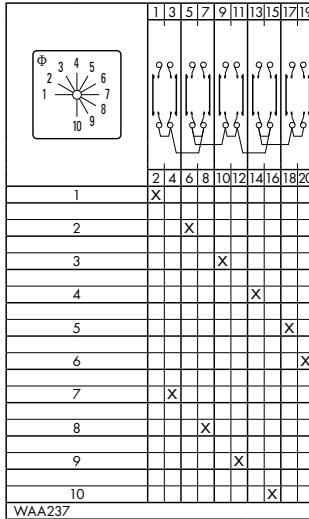 1 3 5 7 9 11 13 15 17 19
Φ
1 2 3 4 5 6 7 8 9 10
2 4 6 8 10 12 14 16 18 20
1 X
2 X
3 X
4 X
5 X
6 X
7 X
8 X
9 X
10 X
WAA237